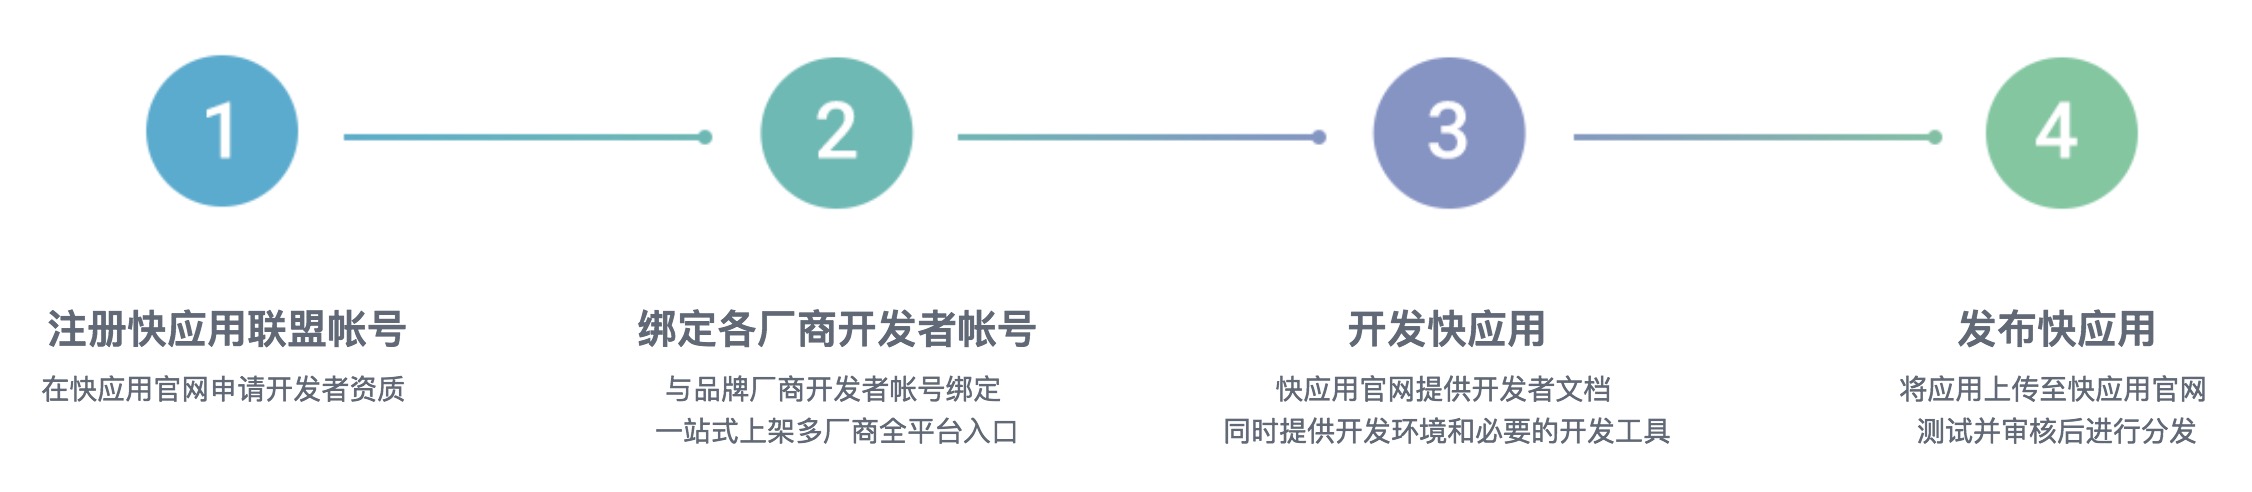 1
2
3
4
注册快应用联盟帐号
在快应用官网申请开发者资质
绑定各厂商开发者帐号
与品牌厂商开发者帐号绑定
一站式上架多厂商全平台入口
开发快应用
快应用官网提供开发者文档
同时提供开发环境和必要的开发工具
发布快应用
将应用上传至快应用官网
测试并审核后进行分发